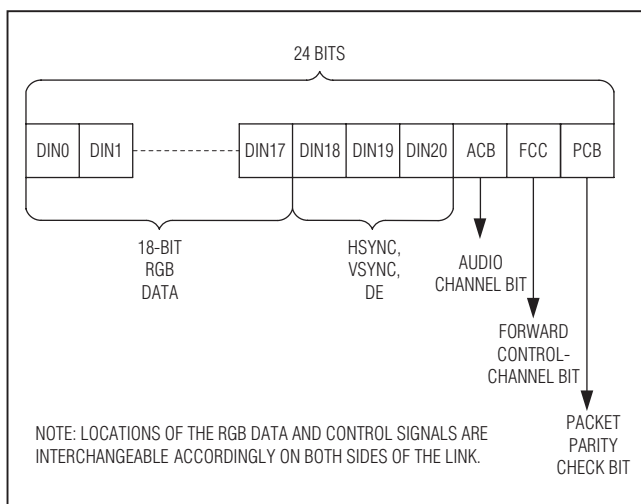 24 BITS
DIN0 DIN1 DIN17 DIN18 DIN19 DIN20 ACB FCC PCB
18-BIT
RGB
DATA
HSYNC,
VSYNC,
DE
AUDIO
CHANNEL BIT
FORWARD
CONTROL-
CHANNEL BIT
PACKET
PARITY
CHECK BIT
NOTE: LOCATIONS OF THE RGB DATA AND CONTROL SIGNALS ARE
INTERCHANGEABLE ACCORDINGLY ON BOTH SIDES OF THE LINK.